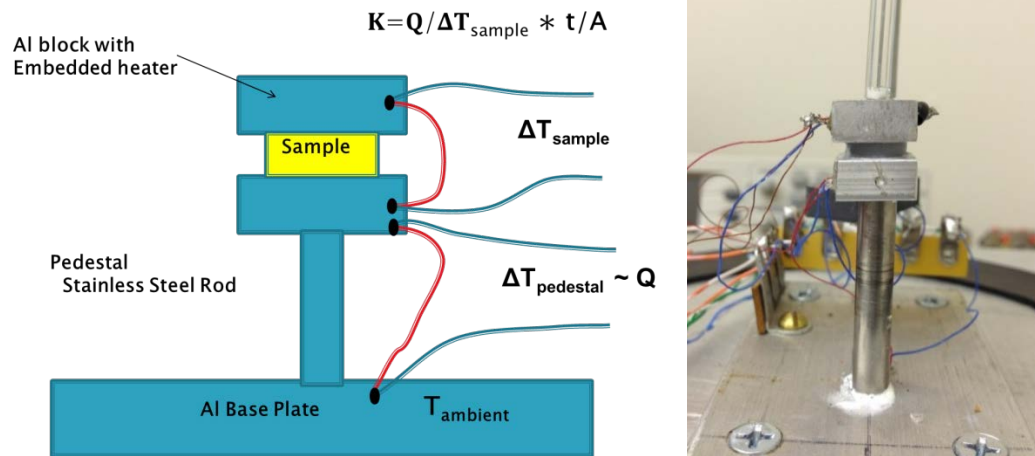 K=Q/ΔTsample * t/A
Al block with
Embedded heater
ΔTsample
Sample
Pedestal
Stainless Steel Rod
ΔTpedestal ~ Q
Al Base Plate
Tambient